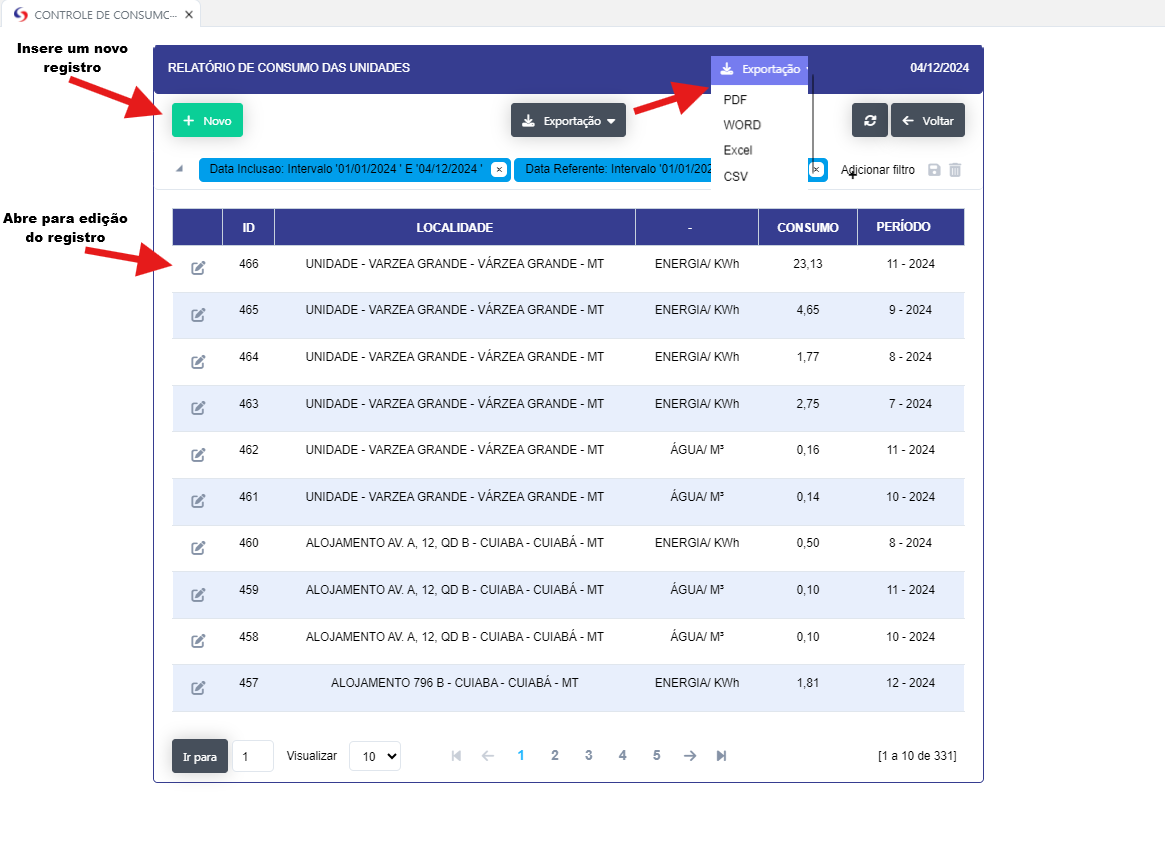 CONTROLE DE CONSUMC...
Insere um novo
registro
RELATÓRIO DE CONSUMO DAS UNIDADES
Exportação
04/12/2024
PDF
WORD
Excel
CSV
Novo
Exportação
Voltar
Data Inclusao: Intervalo '01/01/2024 ' E '04/12/2024 '
Data Referente: Intervalo '01/01/202
Adicionar filtro
Abre para edição
do registro
ID LOCALIDADE - CONSUMO PERÍODO
466 UNIDADE - VARZEA GRANDE - VÁRZEA GRANDE - MT ENERGIA/ KWh 23,13 11 - 2024
465 UNIDADE - VARZEA GRANDE - VÁRZEA GRANDE - MT ENERGIA/ KWh 4,65 9 - 2024
464 UNIDADE - VARZEA GRANDE - VÁRZEA GRANDE - MT ENERGIA/ KWh 1,77 8 - 2024
463 UNIDADE - VARZEA GRANDE - VÁRZEA GRANDE - MT ENERGIA/ KWh 2,75 7 - 2024
462 UNIDADE - VARZEA GRANDE - VÁRZEA GRANDE - MT ÁGUA/ M³ 0,16 11 - 2024
461 UNIDADE - VARZEA GRANDE - VÁRZEA GRANDE - MT ÁGUA/ M³ 0,14 10 - 2024
460 ALOJAMENTO AV. A, 12, QD B - CUIABA - CUIABÁ - MT ENERGIA/ KWh 0,50 8 - 2024
459 ALOJAMENTO AV. A, 12, QD B - CUIABA - CUIABÁ - MT ÁGUA/ M³ 0,10 11 - 2024
458 ALOJAMENTO AV. A, 12, QD B - CUIABA - CUIABÁ - MT ÁGUA/ M³ 0,10 10 - 2024
457 ALOJAMENTO 796 B - CUIABA - CUIABÁ - MT ENERGIA/ KWh 1,81 12 - 2024
Ir para 1 Visualizar 10 1 2 3 4 5 [1 a 10 de 331]